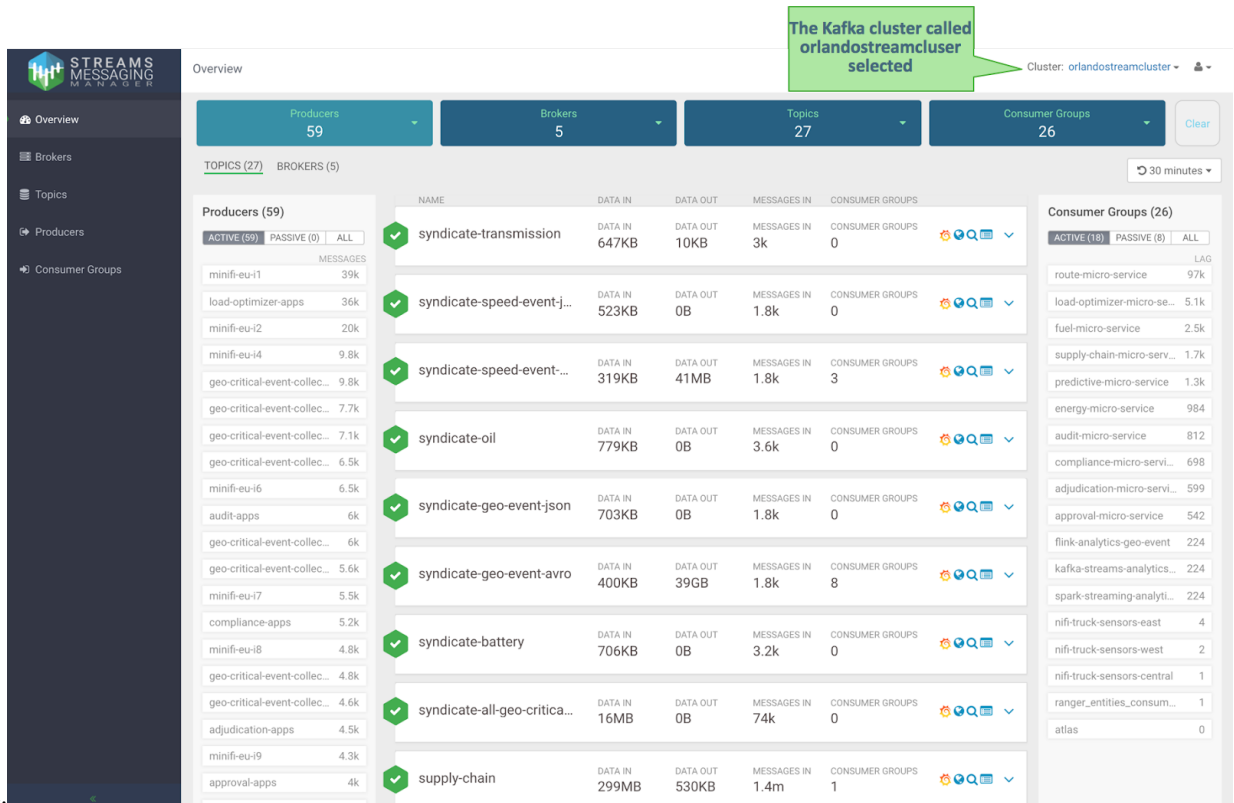 The Kafka cluster called
orlandostreamcluser
selected
STREAMS
MESSAGING
MANAGER
Overview
Cluster: orlandostreamcluster
Overview
Brokers
Topics
Producers
Consumer Groups
Producers
59
Brokers
5
Topics
27
Consumer Groups
26
Clear
TOPICS (27) BROKERS (5)
30 minutes
Producers (59)
ACTIVE (59) PASSIVE (0) ALL
MESSAGES
minifi-eu-i1 39k
load-optimizer-apps 36k
minifi-eu-i2 20k
minifi-eu-i4 9.8k
geo-critical-event-collec... 9.8k
geo-critical-event-collec... 7.7k
geo-critical-event-collec... 7.1k
geo-critical-event-collec... 6.5k
minifi-eu-i6 6.5k
audit-apps 6k
geo-critical-event-collec... 6k
geo-critical-event-collec... 5.6k
minifi-eu-i7 5.5k
compliance-apps 5.2k
minifi-eu-i8 4.8k
geo-critical-event-collec... 4.8k
geo-critical-event-collec... 4.6k
adjudication-apps 4.5k
minifi-eu-i9 4.3k
approval-apps 4k
NAME DATA IN DATA OUT MESSAGES IN CONSUMER GROUPS
DATA IN DATA OUT MESSAGES IN CONSUMER GROUPS
syndicate-transmission 647KB 10KB 3k 0
DATA IN DATA OUT MESSAGES IN CONSUMER GROUPS
syndicate-speed-event-j... 523KB 0B 1.8k 0
DATA IN DATA OUT MESSAGES IN CONSUMER GROUPS
syndicate-speed-event-... 319KB 41MB 1.8k 3
DATA IN DATA OUT MESSAGES IN CONSUMER GROUPS
syndicate-oil 779KB 0B 3.6k 0
DATA IN DATA OUT MESSAGES IN CONSUMER GROUPS
syndicate-geo-event-json 703KB 0B 1.8k 0
DATA IN DATA OUT MESSAGES IN CONSUMER GROUPS
syndicate-geo-event-avro 400KB 39GB 1.8k 8
DATA IN DATA OUT MESSAGES IN CONSUMER GROUPS
syndicate-battery 706KB 0B 3.2k 0
DATA IN DATA OUT MESSAGES IN CONSUMER GROUPS
syndicate-all-geo-critica... 16MB 0B 74k 0
DATA IN DATA OUT MESSAGES IN CONSUMER GROUPS
supply-chain 299MB 530KB 1.4m 1
Consumer Groups (26)
ACTIVE (18) PASSIVE (8) ALL
LAG
route-micro-service 97k
load-optimizer-micro-se... 5.1k
fuel-micro-service 2.5k
supply-chain-micro-serv... 1.7k
predictive-micro-service 1.3k
energy-micro-service 984
audit-micro-service 812
compliance-micro-servi... 698
adjudication-micro-servi... 599
approval-micro-service 542
flink-analytics-geo-event 224
kafka-streams-analytics... 224
spark-streaming-analyti... 224
nifi-truck-sensors-east 4
nifi-truck-sensors-west 2
nifi-truck-sensors-central 1
ranger_entities_consum... 1
atlas 0